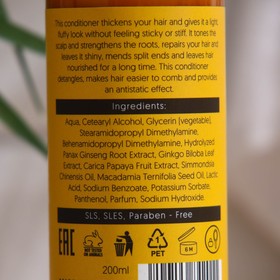 This conditioner thickens your hair and gives it a light,
fluffy look without feeling sticky or stiff. It tones the
scalp and strengthens the roots, repairs your hair and
leaves it shiny, mends split ends and leaves hair
nourished for a long time. This conditioner
detangles, makes hair easier to comb and provides an
antistatic effect.
Ingredients:
Aqua, Cetearyl Alcohol, Glycerin (vegetable),
Stearamidopropyl Dimethylamine,
Behenamidopropyl Dimethylamine, Hydrolyzed
Panax Ginseng Root Extract, Ginkgo Biloba Leaf
Extract, Carica Papaya Fruit Extract, Simmondsia
Chinensis Oil, Macadamia Ternifolia Seed Oil, Lactic
Acid, Sodium Benzoate, Potassium Sorbate,
Panthenol, Parfum, Sodium Hydroxide.
SLS, SLES, Paraben - Free
EAC
1
PET
6 M
200ml